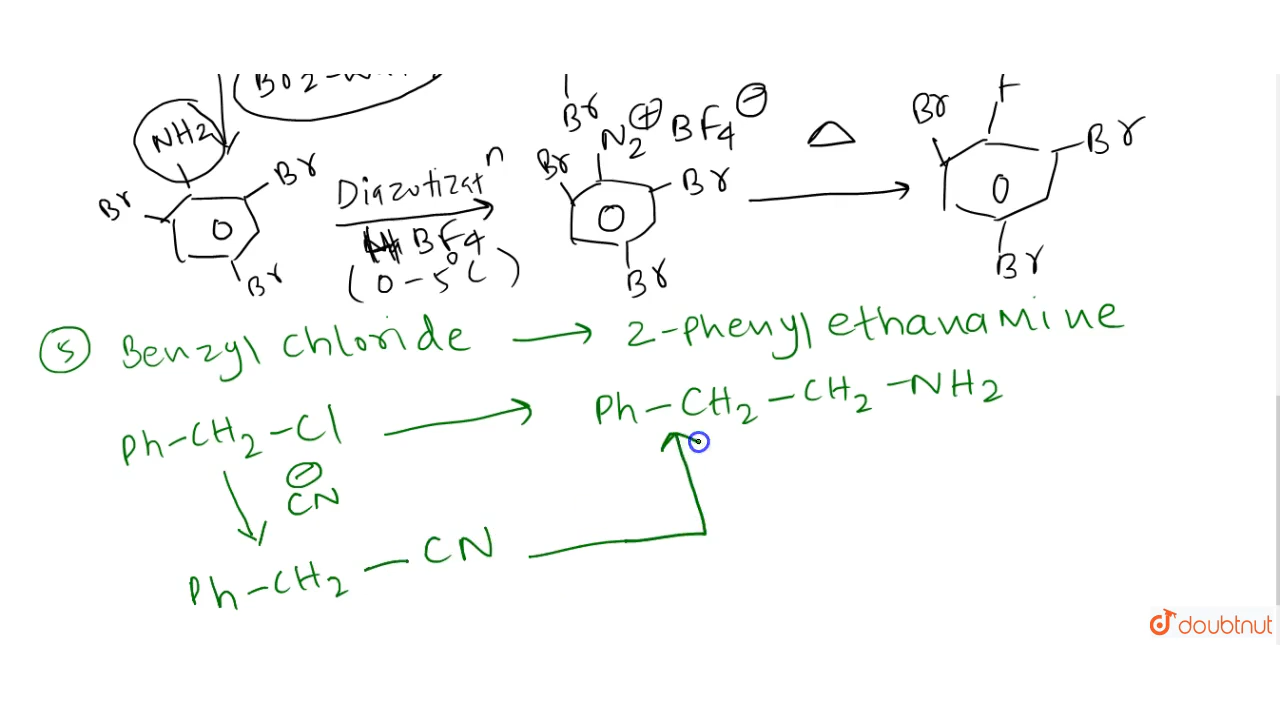 NH2
Br
Br
Br
Diazotizatn
BF4
(0-5°C)
Br
N2⊕ BF4⊖
Br
Br
Br
△
Br
F
Br
Br
(5) Benzyl chloride → 2-phenyl ethanamine
Ph-CH2-Cl → Ph-CH2-CH2-NH2
⊖
CN
Ph-CH2-CN
doubtnut